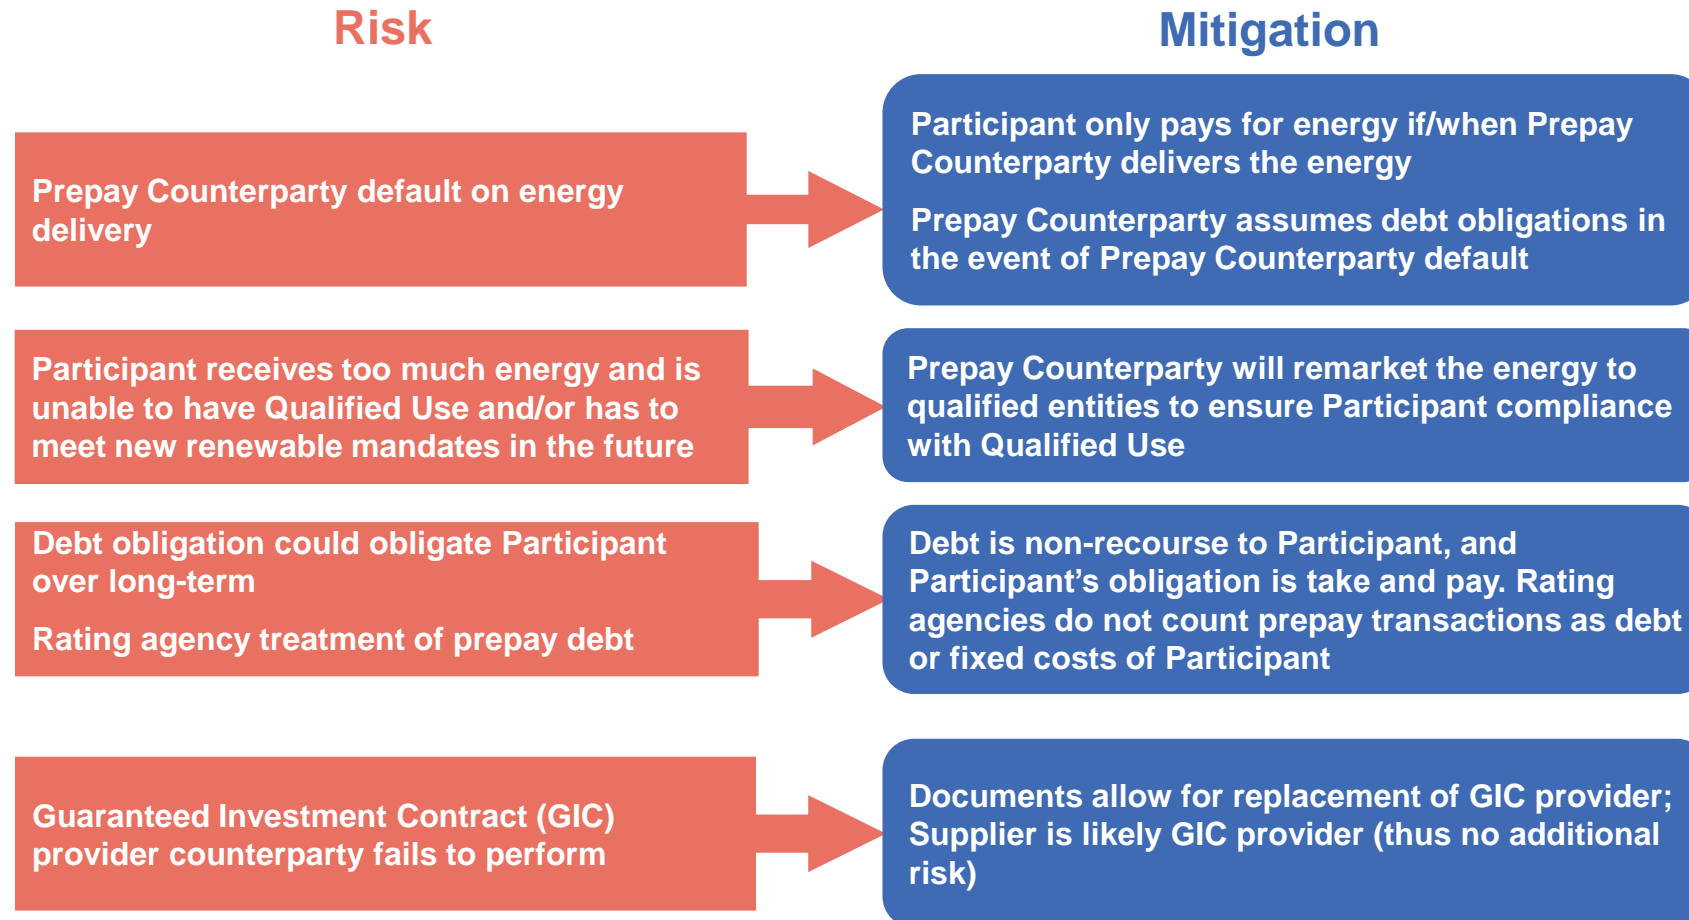 Risk
Mitigation
Prepay Counterparty default on energy
delivery
Participant only pays for energy if/when Prepay
Counterparty delivers the energy
Prepay Counterparty assumes debt obligations in
the event of Prepay Counterparty default
Participant receives too much energy and is
unable to have Qualified Use and/or has to
meet new renewable mandates in the future
Prepay Counterparty will remarket the energy to
qualified entities to ensure Participant compliance
with Qualified Use
Debt obligation could obligate Participant
over long-term
Rating agency treatment of prepay debt
Debt is non-recourse to Participant, and
Participant’s obligation is take and pay. Rating
agencies do not count prepay transactions as debt
or fixed costs of Participant
Guaranteed Investment Contract (GIC)
provider counterparty fails to perform
Documents allow for replacement of GIC provider;
Supplier is likely GIC provider (thus no additional
risk)